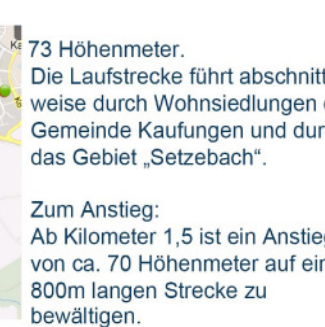 73 Höhenmeter.
Die Laufstrecke führt abschnitt
weise durch Wohnsiedlungen
Gemeinde Kaufungen und dur
das Gebiet „Setzebach“.
Zum Anstieg:
Ab Kilometer 1,5 ist ein Anstieg
von ca. 70 Höhenmeter auf ein
800m langen Strecke zu
bewältigen.